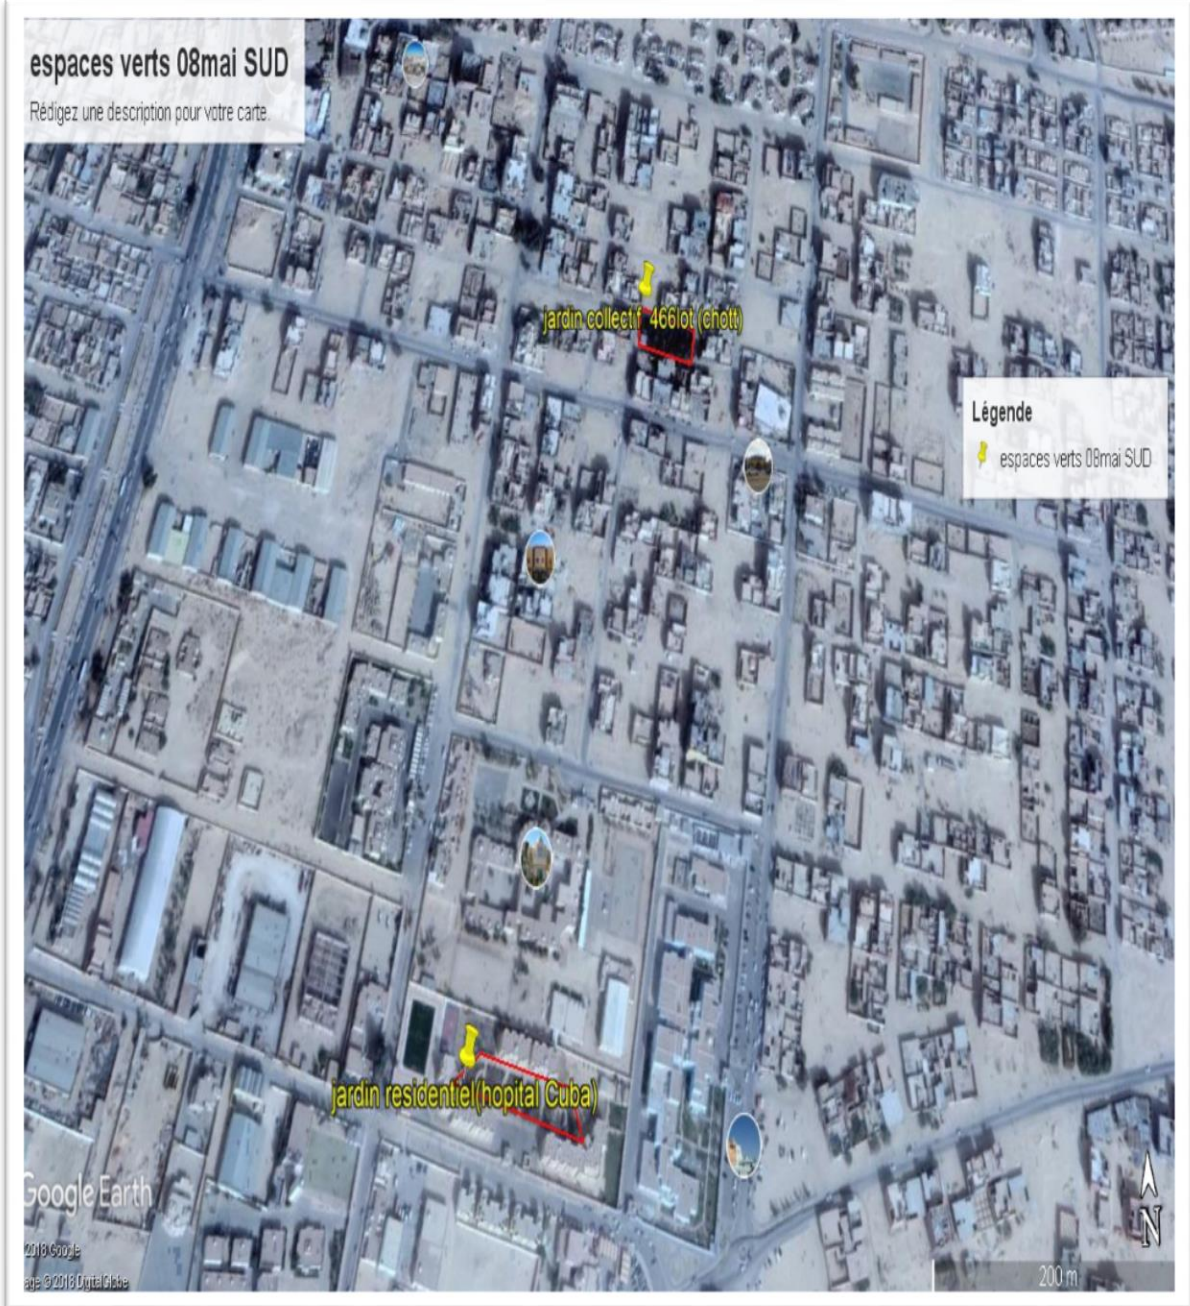 espaces verts 08mai SUD
Rédigez une description pour votre carte.
jardin collectif 466lot (chott)
Légende
espaces verts 08mai SUD
jardin residentiel(hopital Cuba)
Google Earth
N
2018 Google
age © 2018 DigitalGlobe
200 m